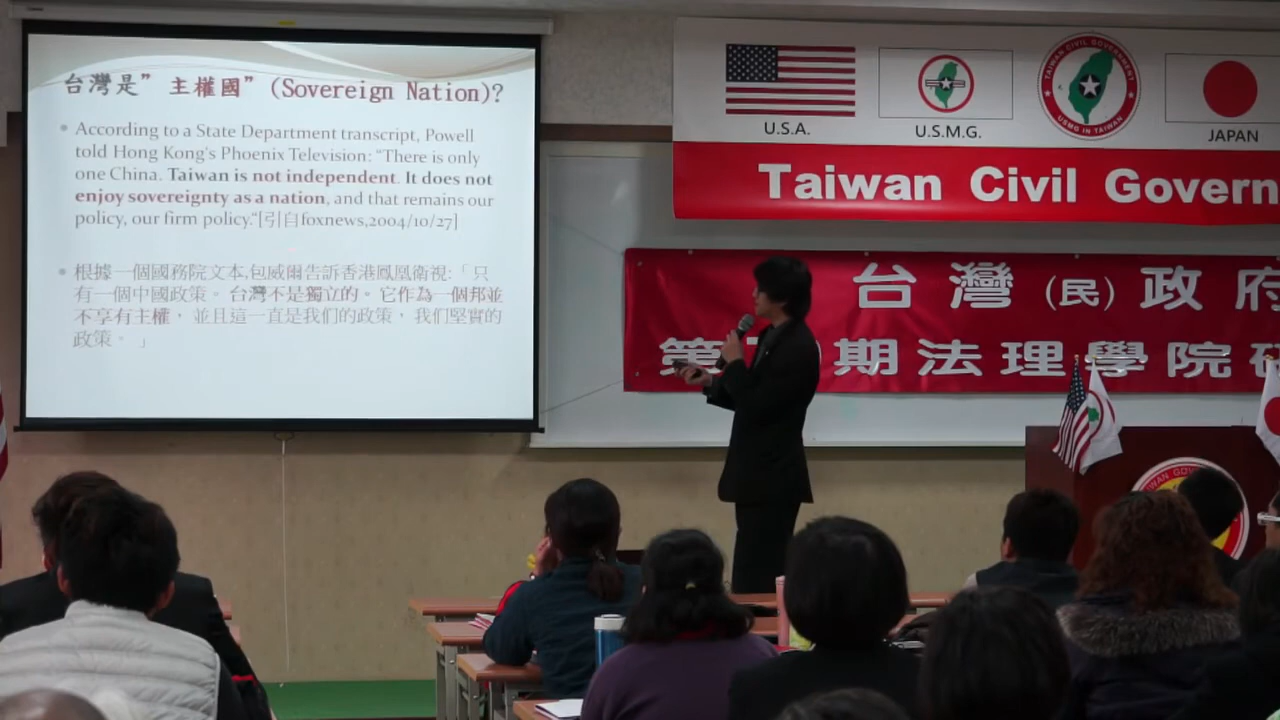 台灣是”主權國”(Sovereign Nation)?
• According to a State Department transcript, Powell
told Hong Kong's Phoenix Television: “There is only
one China. Taiwan is not independent. It does not
enjoy sovereignty as a nation, and that remains our
policy, our firm policy.“[引自foxnews,2004/10/27]
• 根據一個國務院文本,包威爾告訴香港鳳凰衛視:「只
有一個中國政策。 台灣不是獨立的。它作為一個邦並
不享有主權， 並且這一直是我們的政策， 我們堅實的
政策。 」
U.S.A.
U.S.M.G.
TAIWAN CIVIL GOVERNMENT
USMG IN TAIWAN
JAPAN
Taiwan Civil Govern
台灣(民)政府
第 期法理學院研